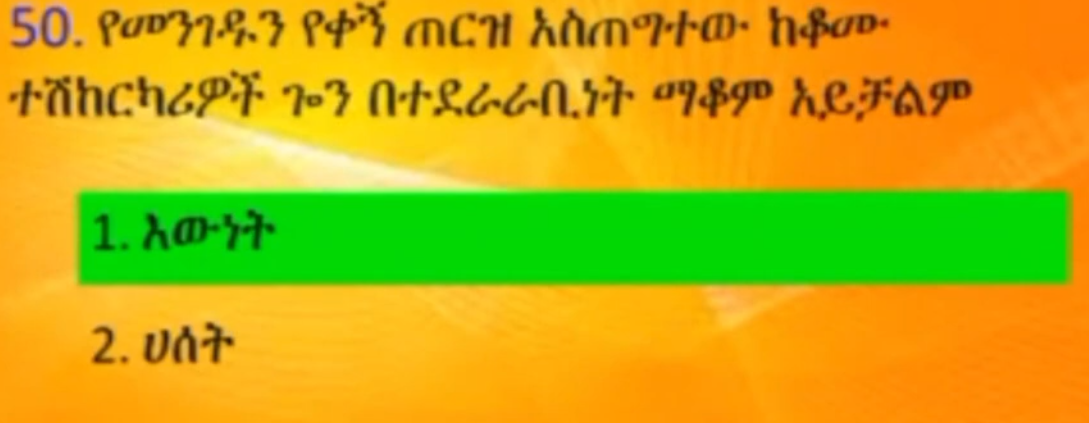 50. የመንገዱን የቀኝ ጠርዝ አስጠግተው ከቆሙ
ተሽከርካሪዎች ጐን በተደራራቢነት ማቆም አይቻልም
1. እውነት
2. ሀሰት